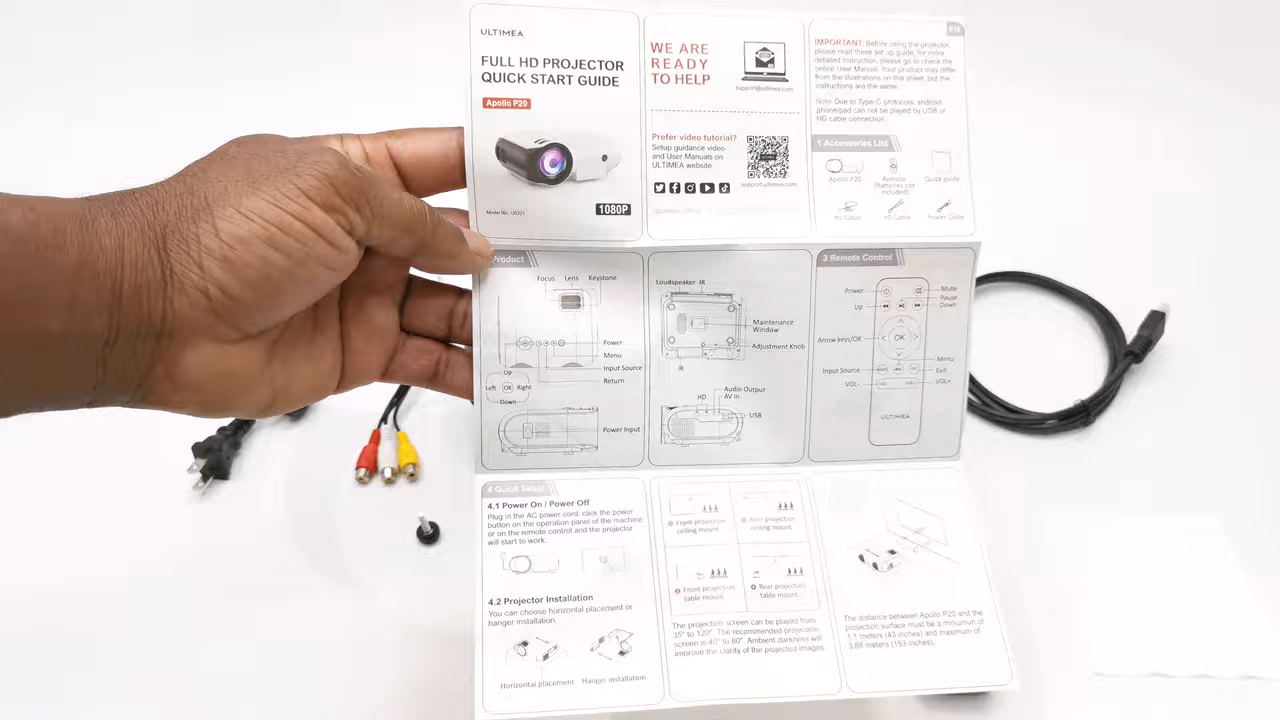 ULTIMEA
FULL HD PROJECTOR
QUICK START GUIDE
Apollo P20
Model No.: U0321
1080P
WE ARE
READY
TO HELP
support@ultimea.com
Prefer video tutorial?
Setup guidance video
and User Manuals on
ULTIMEA website
support.ultimea.com
IMPORTANT: Before using the projector,
please read these set up guide, for more
detailed instruction, please go to check the
online User Manual. Your product may differ
from the illustrations on this sheet, but the
instructions are the same.
Note: Due to Type-C protocols, android
phone/pad can not be played by USB or
HD cable connection.
1 Accessories List
Apollo P20
Remote
(Batteries not
included)
Quick guide
AV Cable
HD Cable
Power Cable
Product
Focus
Lens
Keystone
Power
Menu
Input Source
Return
Up
Left
OK
Right
Down
Power Input
Loudspeaker
IR
Maintenance
Window
Adjustment Knob
IR
Audio Output
HD
AV In
USB
3 Remote Control
Power
Mute
Pause
Up
Down
Arrow keys/OK
OK
Menu
Input Source
Exit
VOL-
VOL+
ULTIMEA
4 Quick Setup
4.1 Power On / Power Off
Plug in the AC power cord, click the power
button on the operation panel of the machine
or on the remote control and the projector
will start to work.
4.2 Projector Installation
You can choose horizontal placement or
hanger installation.
Horizontal placement
Hanger installation
Front projection
ceiling mount
Rear projection
ceiling mount
Front projection
table mount
Rear projection
table mount
The projection screen can be played from
35" to 120". The recommended projection
screen is 40" to 80". Ambient darkness will
improve the clarity of the projected images.
The distance between Apollo P20 and the
projection surface must be a minimum of
1.1 meters (43 inches) and maximum of
3.88 meters (153 inches).